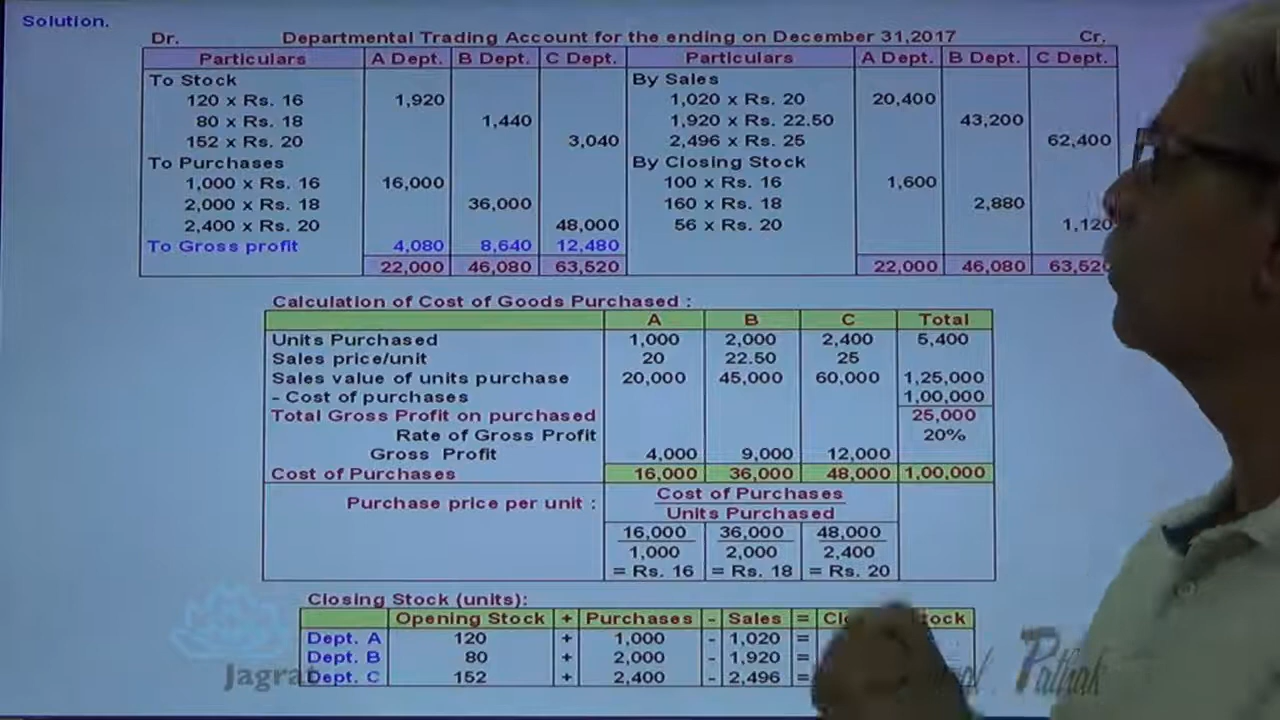 Solution.
Dr. Departmental Trading Account for the ending on December 31,2017 Cr.
Particulars A Dept. B Dept. C Dept. Particulars A Dept. B Dept. C Dept.
To Stock By Sales
120 x Rs. 16 1,920 1,020 x Rs. 20 20,400
80 x Rs. 18 1,440 1,920 x Rs. 22.50 43,200
152 x Rs. 20 3,040 2,496 x Rs. 25 62,400
To Purchases By Closing Stock
1,000 x Rs. 16 16,000 100 x Rs. 16 1,600
2,000 x Rs. 18 36,000 160 x Rs. 18 2,880
2,400 x Rs. 20 48,000 56 x Rs. 20 1,120
To Gross profit 4,080 8,640 12,480
22,000 46,080 63,520 22,000 46,080 63,520
Calculation of Cost of Goods Purchased :
A B C Total
Units Purchased 1,000 2,000 2,400 5,400
Sales price/unit 20 22.50 25
Sales value of units purchase 20,000 45,000 60,000 1,25,000
- Cost of purchases 1,00,000
Total Gross Profit on purchased 25,000
Rate of Gross Profit 20%
Gross Profit 4,000 9,000 12,000
Cost of Purchases 16,000 36,000 48,000 1,00,000
Purchase price per unit : Cost of Purchases
Units Purchased
16,000 36,000 48,000
1,000 2,000 2,400
= Rs. 16 = Rs. 18 = Rs. 20
Closing Stock (units):
Opening Stock + Purchases - Sales =
Dept. A 120 + 1,000 - 1,020 =
Dept. B 80 + 2,000 - 1,920 =
Dept. C 152 + 2,400 - 2,496 =
Pathak